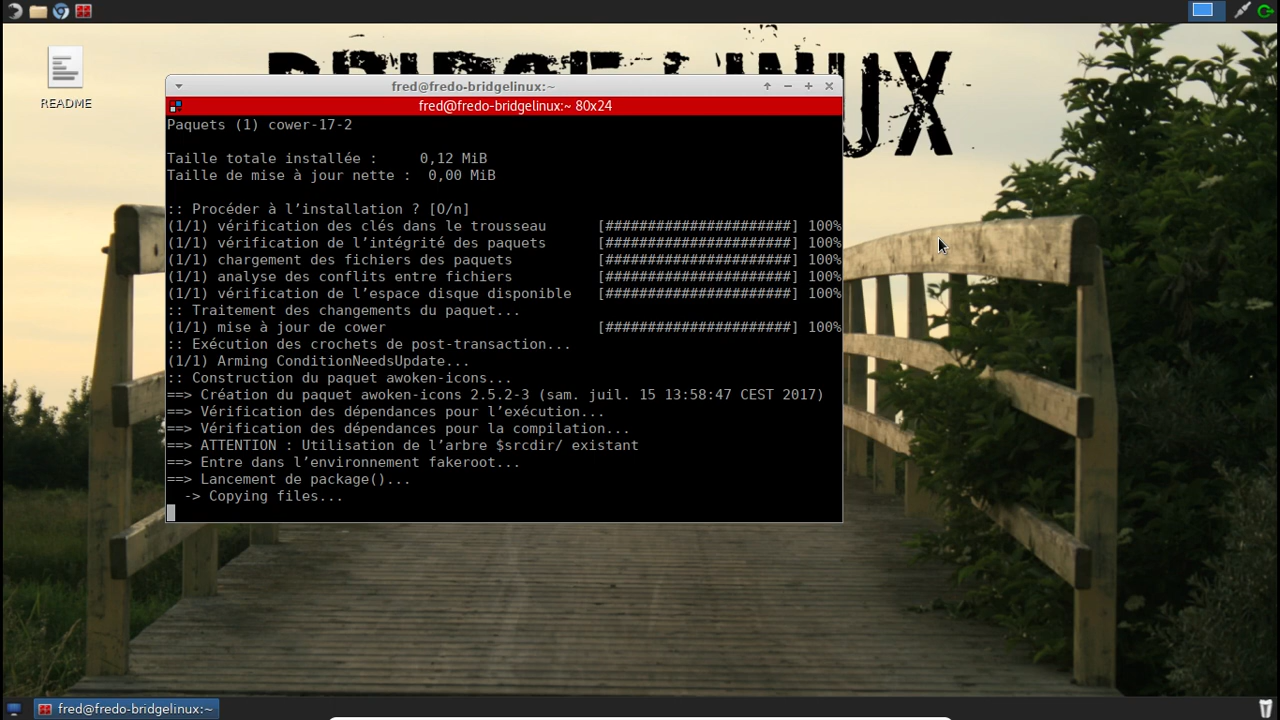 BRIDGE LINUX
README
fred@fredo-bridgelinux:~
fred@fredo-bridgelinux:~ 80x24
Paquets (1) cower-17-2
Taille totale installée :     0,12 MiB
Taille de mise à jour nette :  0,00 MiB
:: Procéder à l’installation ? [O/n]
(1/1) vérification des clés dans le trousseau      [######################] 100%
(1/1) vérification de l’intégrité des paquets      [######################] 100%
(1/1) chargement des fichiers des paquets          [######################] 100%
(1/1) analyse des conflits entre fichiers          [######################] 100%
(1/1) vérification de l’espace disque disponible   [######################] 100%
:: Traitement des changements du paquet...
(1/1) mise à jour de cower                         [######################] 100%
:: Exécution des crochets de post-transaction...
(1/1) Arming ConditionNeedsUpdate...
:: Construction du paquet awoken-icons...
==> Création du paquet awoken-icons 2.5.2-3 (sam. juil. 15 13:58:47 CEST 2017)
==> Vérification des dépendances pour l’exécution...
==> Vérification des dépendances pour la compilation...
==> ATTENTION : Utilisation de l’arbre $srcdir/ existant
==> Entre dans l’environnement fakeroot...
==> Lancement de package()...
  -> Copying files...
fred@fredo-bridgelinux:~